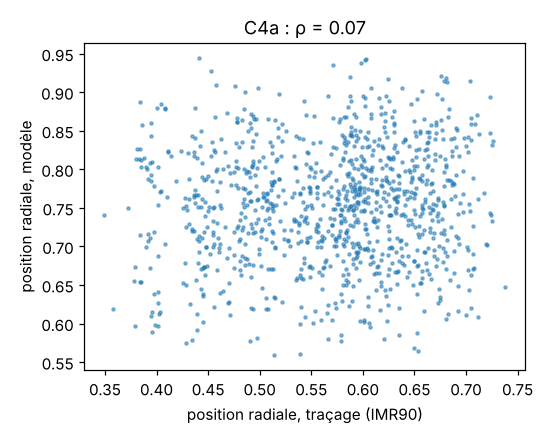 C4a : ρ = 0.07
position radiale, modèle
0.95
0.90
0.85
0.80
0.75
0.70
0.65
0.60
0.55
0.35 0.40 0.45 0.50 0.55 0.60 0.65 0.70 0.75
position radiale, traçage (IMR90)